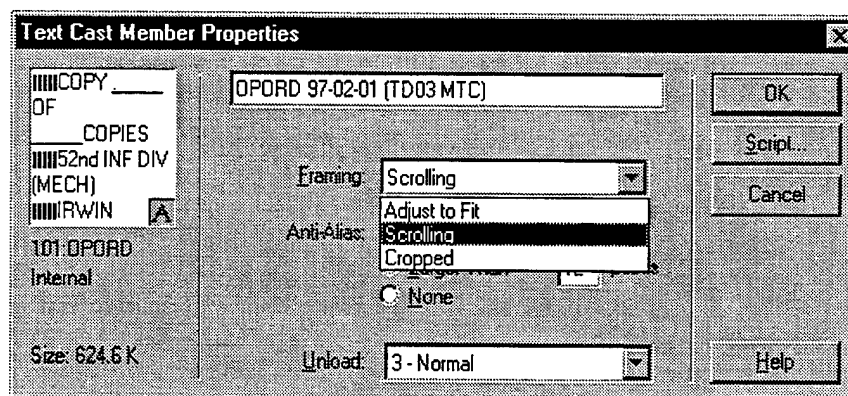 Text Cast Member Properties
COPY _____
OF
_____COPIES
52nd INF DIV
(MECH)
IRWIN
101:OPORD
Internal
Size: 624.6 K
OPORD 97-02-01 (TD03 MTC)
Framing: Scrolling
Adjust to Fit
Anti-Alias: Scrolling
Cropped
None
Unload: 3 - Normal
OK
Script...
Cancel
Help